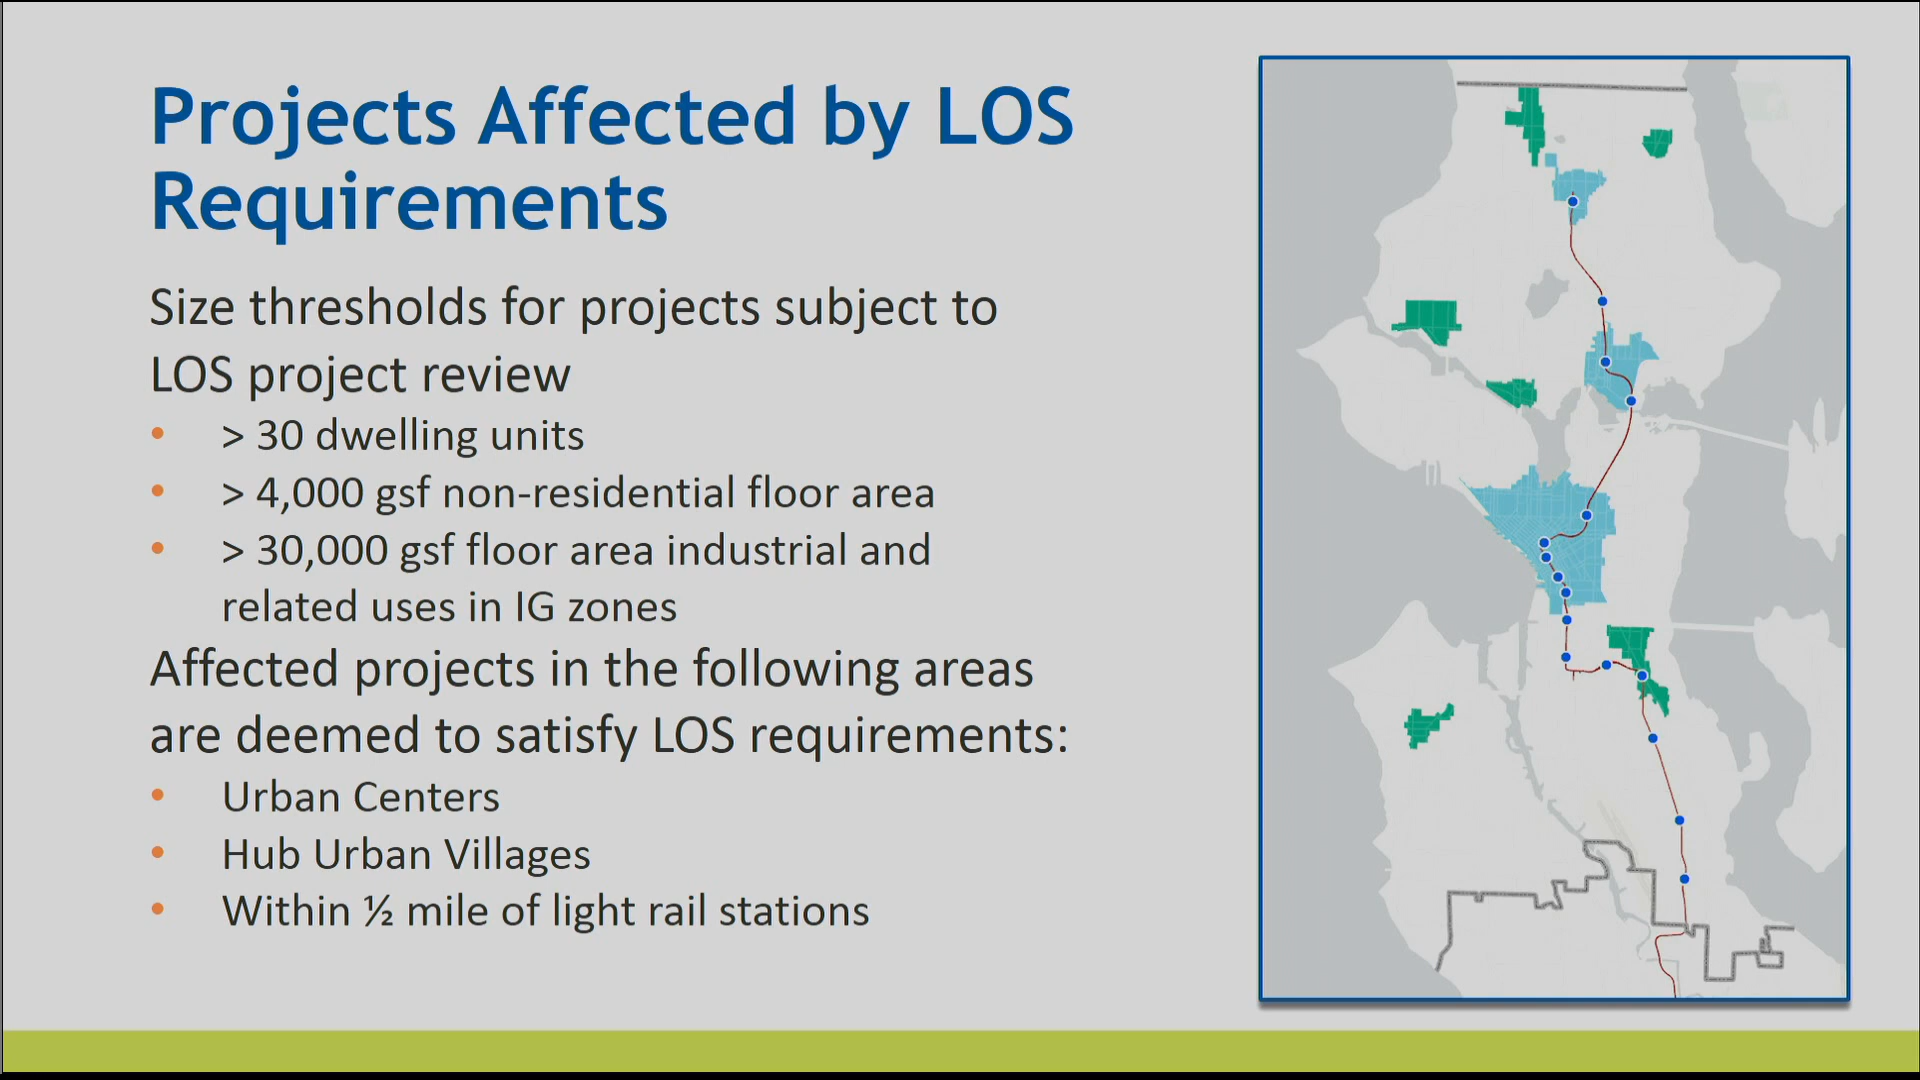 Projects Affected by LOS
Requirements
Size thresholds for projects subject to
LOS project review
• > 30 dwelling units
• > 4,000 gsf non-residential floor area
• > 30,000 gsf floor area industrial and
related uses in IG zones
Affected projects in the following areas
are deemed to satisfy LOS requirements:
• Urban Centers
• Hub Urban Villages
• Within ½ mile of light rail stations